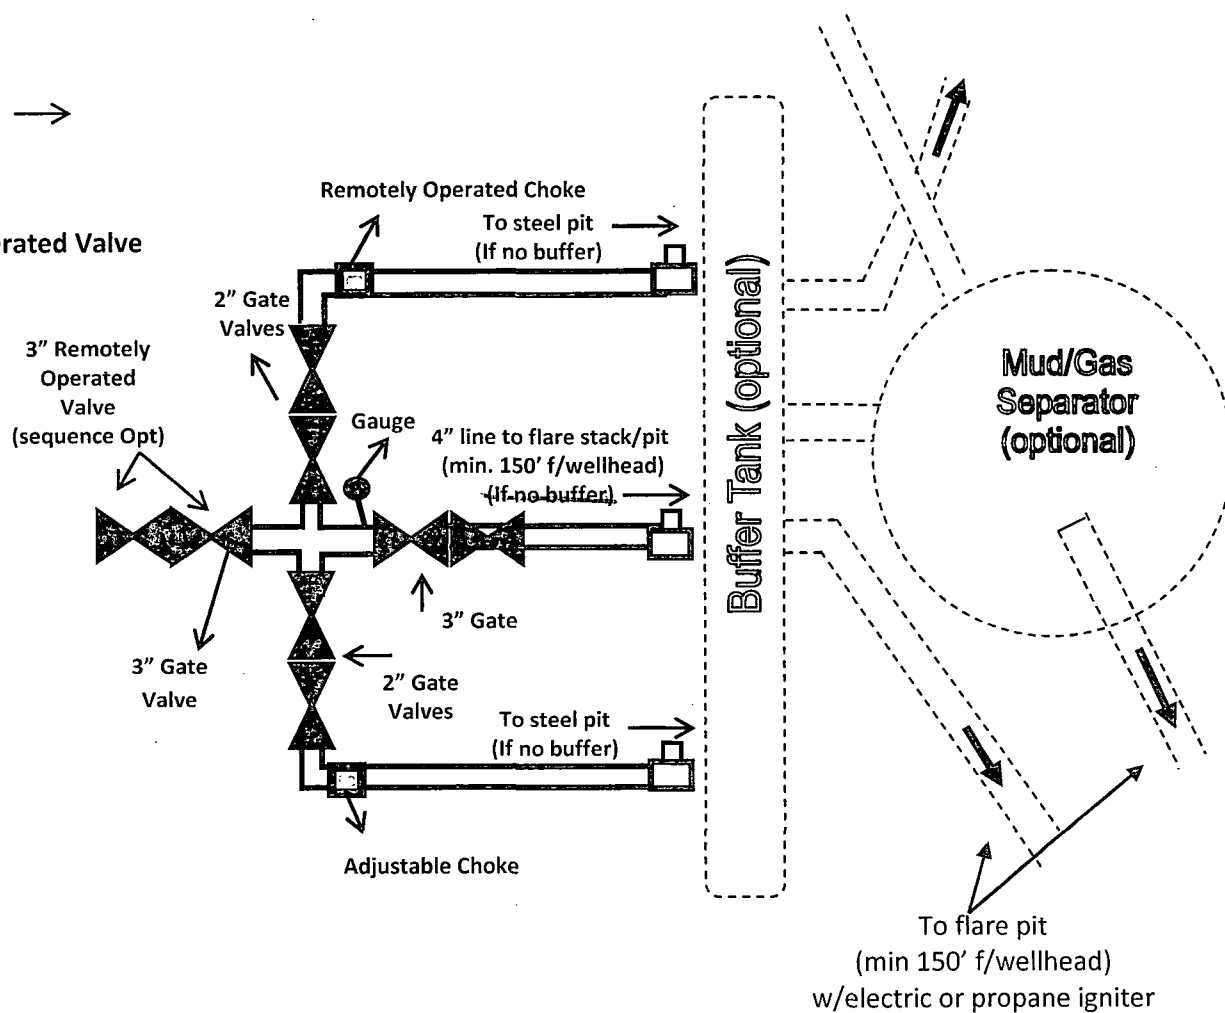 Remotely Operated Choke
To steel pit
(If no buffer)
erated Valve
2” Gate
Valves
3” Remotely
Operated
Valve
(sequence Opt)
Gauge
4” line to flare stack/pit
(min. 150’ f/wellhead)
(If no buffer)
Buffer Tank (optional)
Mud/Gas
Separator
(optional)
3” Gate
3” Gate
Valve
2” Gate
Valves
To steel pit
(If no buffer)
Adjustable Choke
To flare pit
(min 150’ f/wellhead)
w/electric or propane igniter